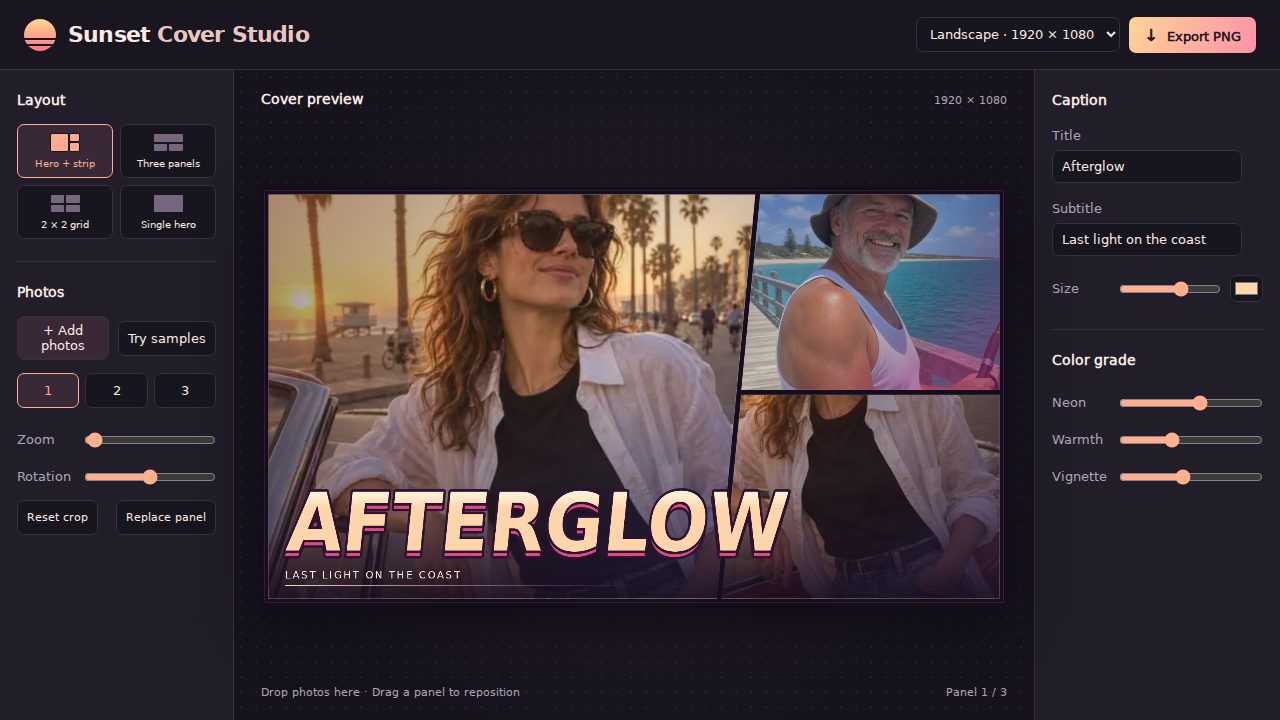 Sunset Cover Studio
Landscape · 1920 × 1080
↓ Export PNG
Layout
Hero + strip
Three panels
2 × 2 grid
Single hero
Photos
+ Add photos
Try samples
1
2
3
Zoom
Rotation
Reset crop
Replace panel
Cover preview
1920 × 1080
AFTERGLOW
LAST LIGHT ON THE COAST
Drop photos here · Drag a panel to reposition
Panel 1 / 3
Caption
Title
Afterglow
Subtitle
Last light on the coast
Size
Color grade
Neon
Warmth
Vignette